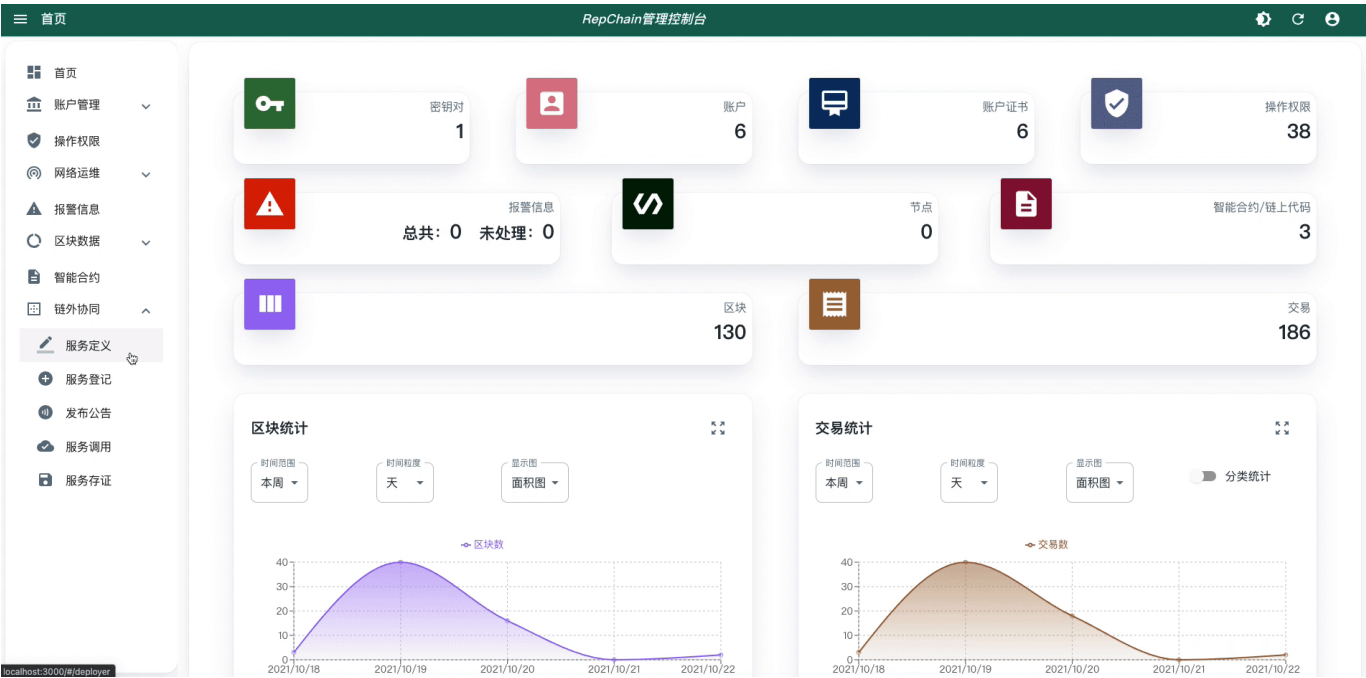 首页
RepChain管理控制台
首页
账户管理
操作权限
网络运维
报警信息
区块数据
智能合约
链外协同
服务定义
服务登记
发布公告
服务调用
服务存证
密钥对
1
账户
6
账户证书
6
操作权限
38
报警信息
总共: 0 未处理: 0
节点
0
智能合约/链上代码
3
区块
130
交易
186
区块统计
时间范围
本周
时间粒度
天
显示图
面积图
区块数
40
30
20
10
0
2021/10/18 2021/10/19 2021/10/20 2021/10/21 2021/10/22
交易统计
时间范围
本周
时间粒度
天
显示图
面积图
分类统计
交易数
40
30
20
10
0
2021/10/18 2021/10/19 2021/10/20 2021/10/21 2021/10/22
localhost:3000/#/deployer